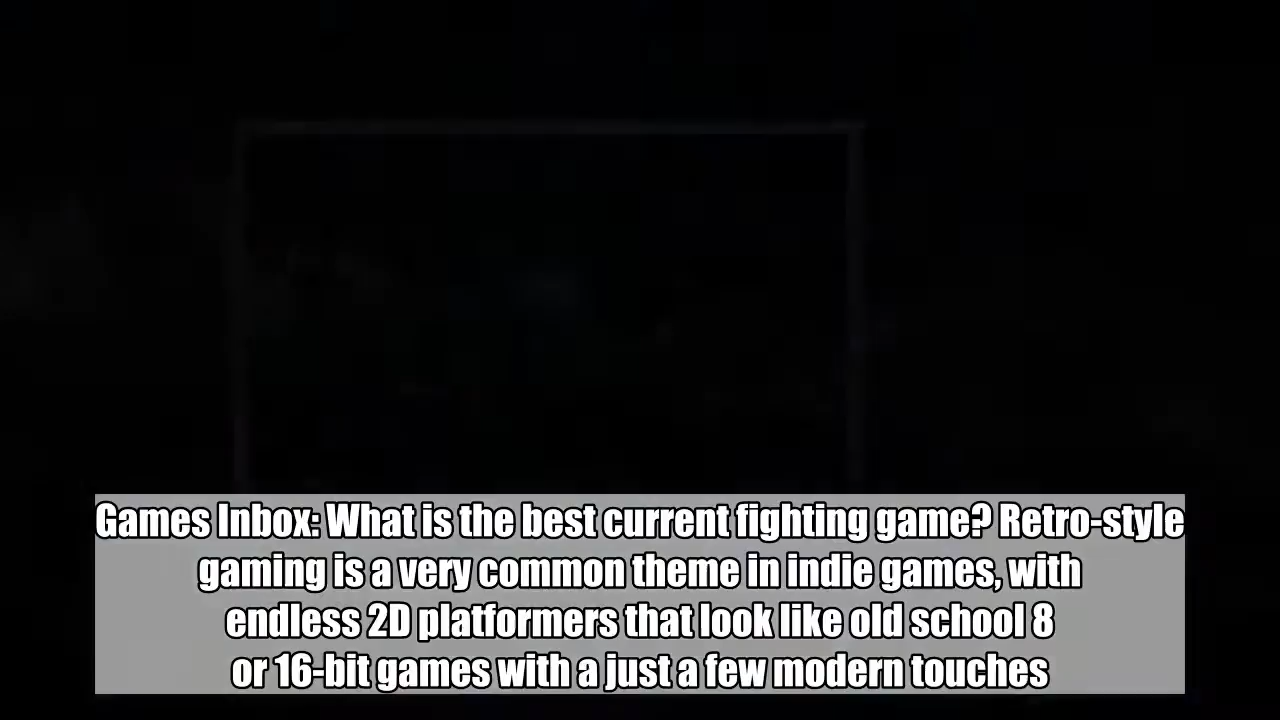 Games Inbox: What is the best current fighting game? Retro-style
gaming is a very common theme in indie games, with
endless 2D platformers that look like old school 8
or 16-bit games with a just a few modern touches